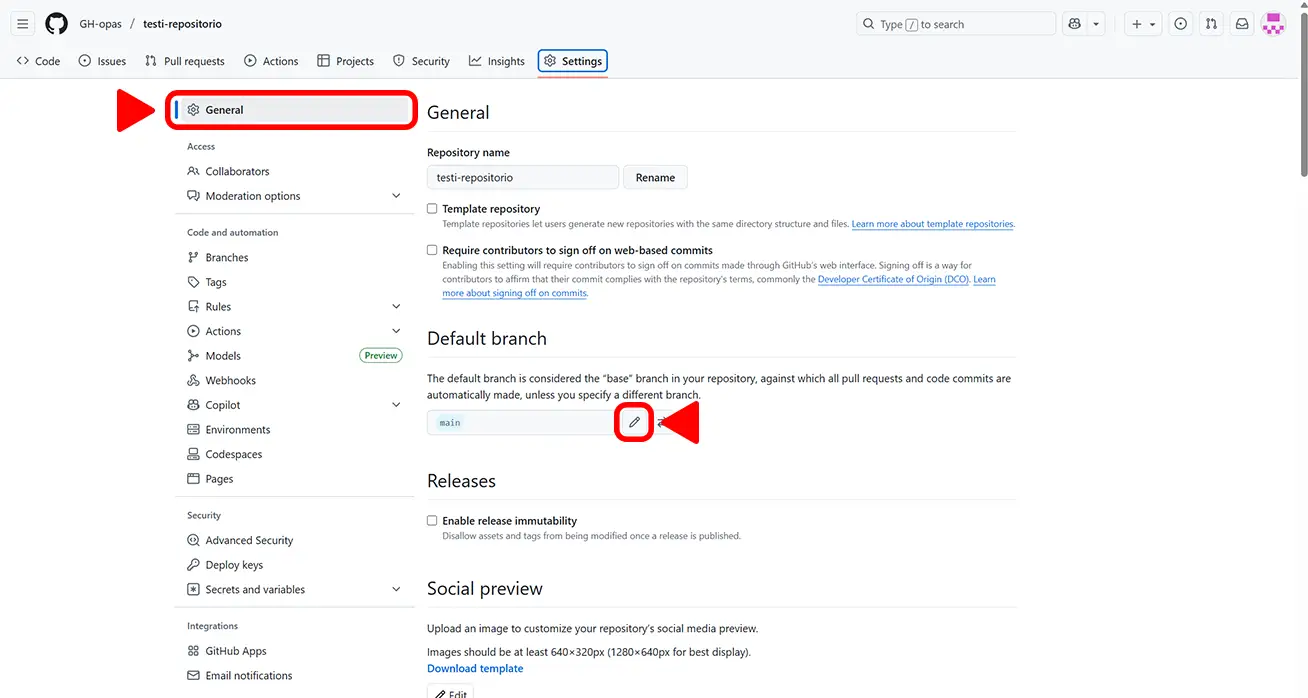 GH-opas / testi-repositorio
Type / to search
Code
Issues
Pull requests
Actions
Projects
Security
Insights
Settings
General
Access
Collaborators
Moderation options
Code and automation
Branches
Tags
Rules
Actions
Models
Preview
Webhooks
Copilot
Environments
Codespaces
Pages
Security
Advanced Security
Deploy keys
Secrets and variables
Integrations
GitHub Apps
Email notifications
General
Repository name
testi-repositorio
Rename
Template repository
Template repositories let users generate new repositories with the same directory structure and files. Learn more about template repositories.
Require contributors to sign off on web-based commits
Enabling this setting will require contributors to sign off on commits made through GitHub's web interface. Signing off is a way for
contributors to affirm that their commit complies with the repository's terms, commonly the Developer Certificate of Origin (DCO). Learn
more about signing off on commits.
Default branch
The default branch is considered the “base” branch in your repository, against which all pull requests and code commits are
automatically made, unless you specify a different branch.
main
Releases
Enable release immutability
Disallow assets and tags from being modified once a release is published.
Social preview
Upload an image to customize your repository's social media preview.
Images should be at least 640×320px (1280×640px for best display).
Download template
Edit